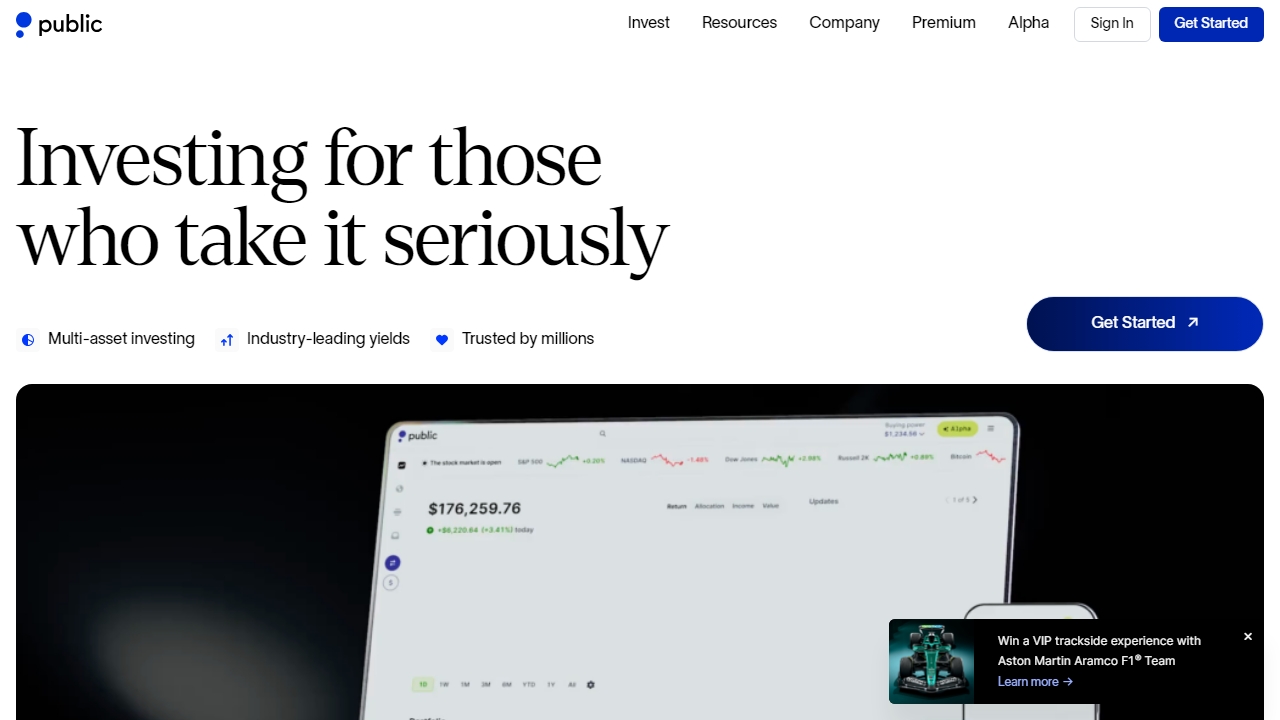 public
Invest
Resources
Company
Premium
Alpha
Sign In
Get Started
Investing for those
who take it seriously
Multi-asset investing
Industry-leading yields
Trusted by millions
Get Started
public
Buying power
$1,234.56
Alpha
The stock market is open
S&P 500 +0.20%
NASDAQ -1.48%
Dow Jones +2.98%
Russell 2K +0.89%
Bitcoin
$176,259.76
+$6,220.64 (+3.41%) today
Return
Allocation
Income
Value
Updates
1 of 5
1D
1W
1M
3M
6M
YTD
1Y
All
Win a VIP trackside experience with
Aston Martin Aramco F1® Team
Learn more →